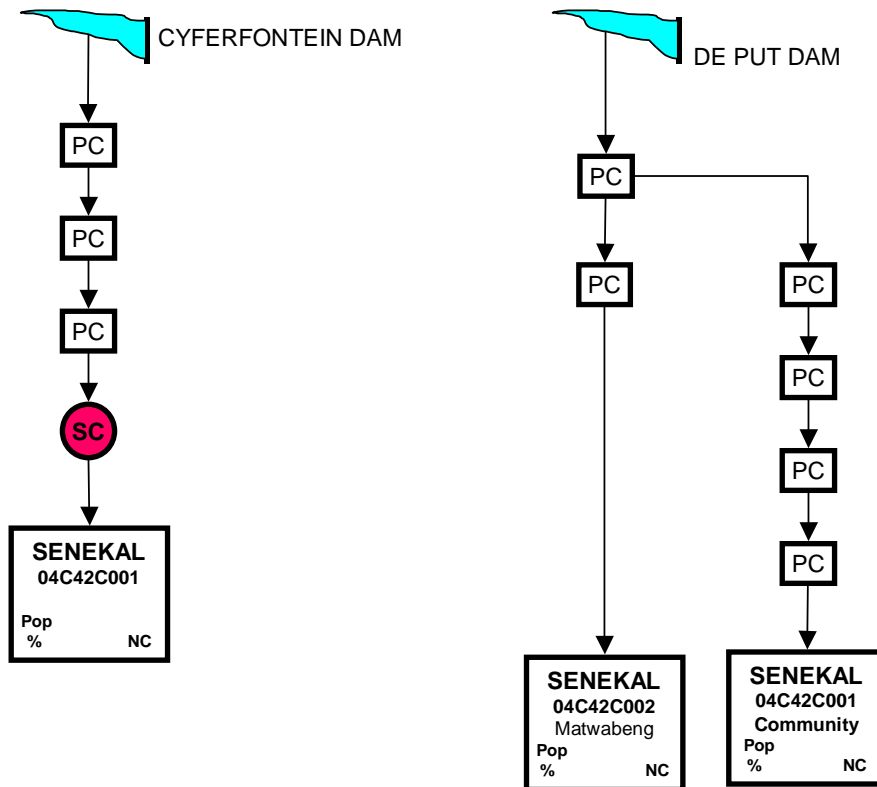 CYFERFONTEIN DAM
PC
PC
PC
SC
SENEKAL
04C42C001
Pop
% NC
DE PUT DAM
PC
PC
SENEKAL
04C42C002
Matwabeng
Pop
% NC
PC
PC
PC
PC
SENEKAL
04C42C001
Community
Pop
% NC